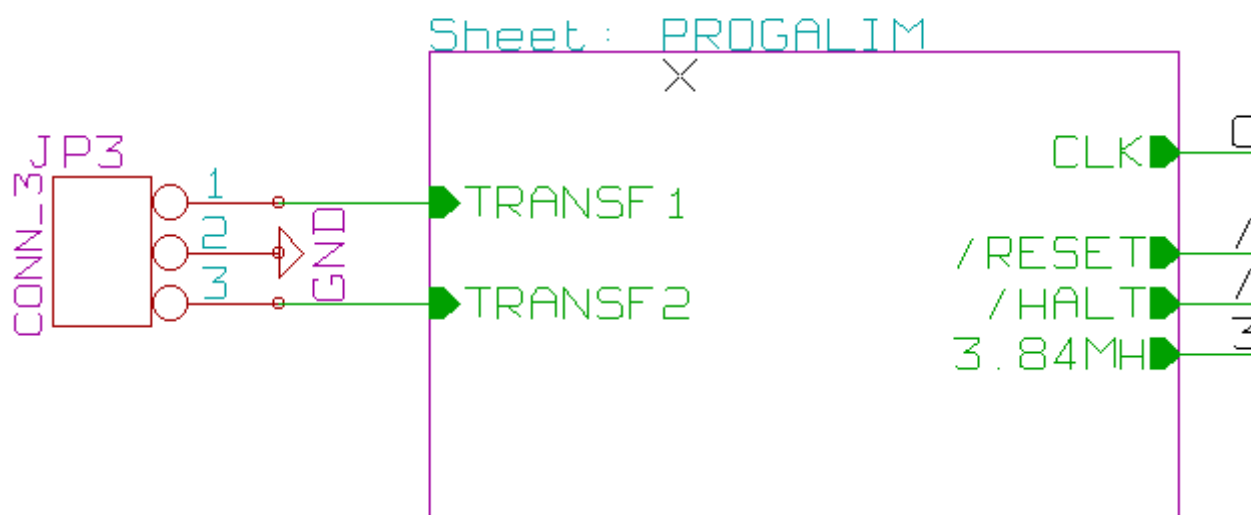 Sheet: PROGALIM
JP3
CONN_3
1
2
3
GND
TRANSF1
TRANSF2
CLK
/RESET
/HALT
3.84MH